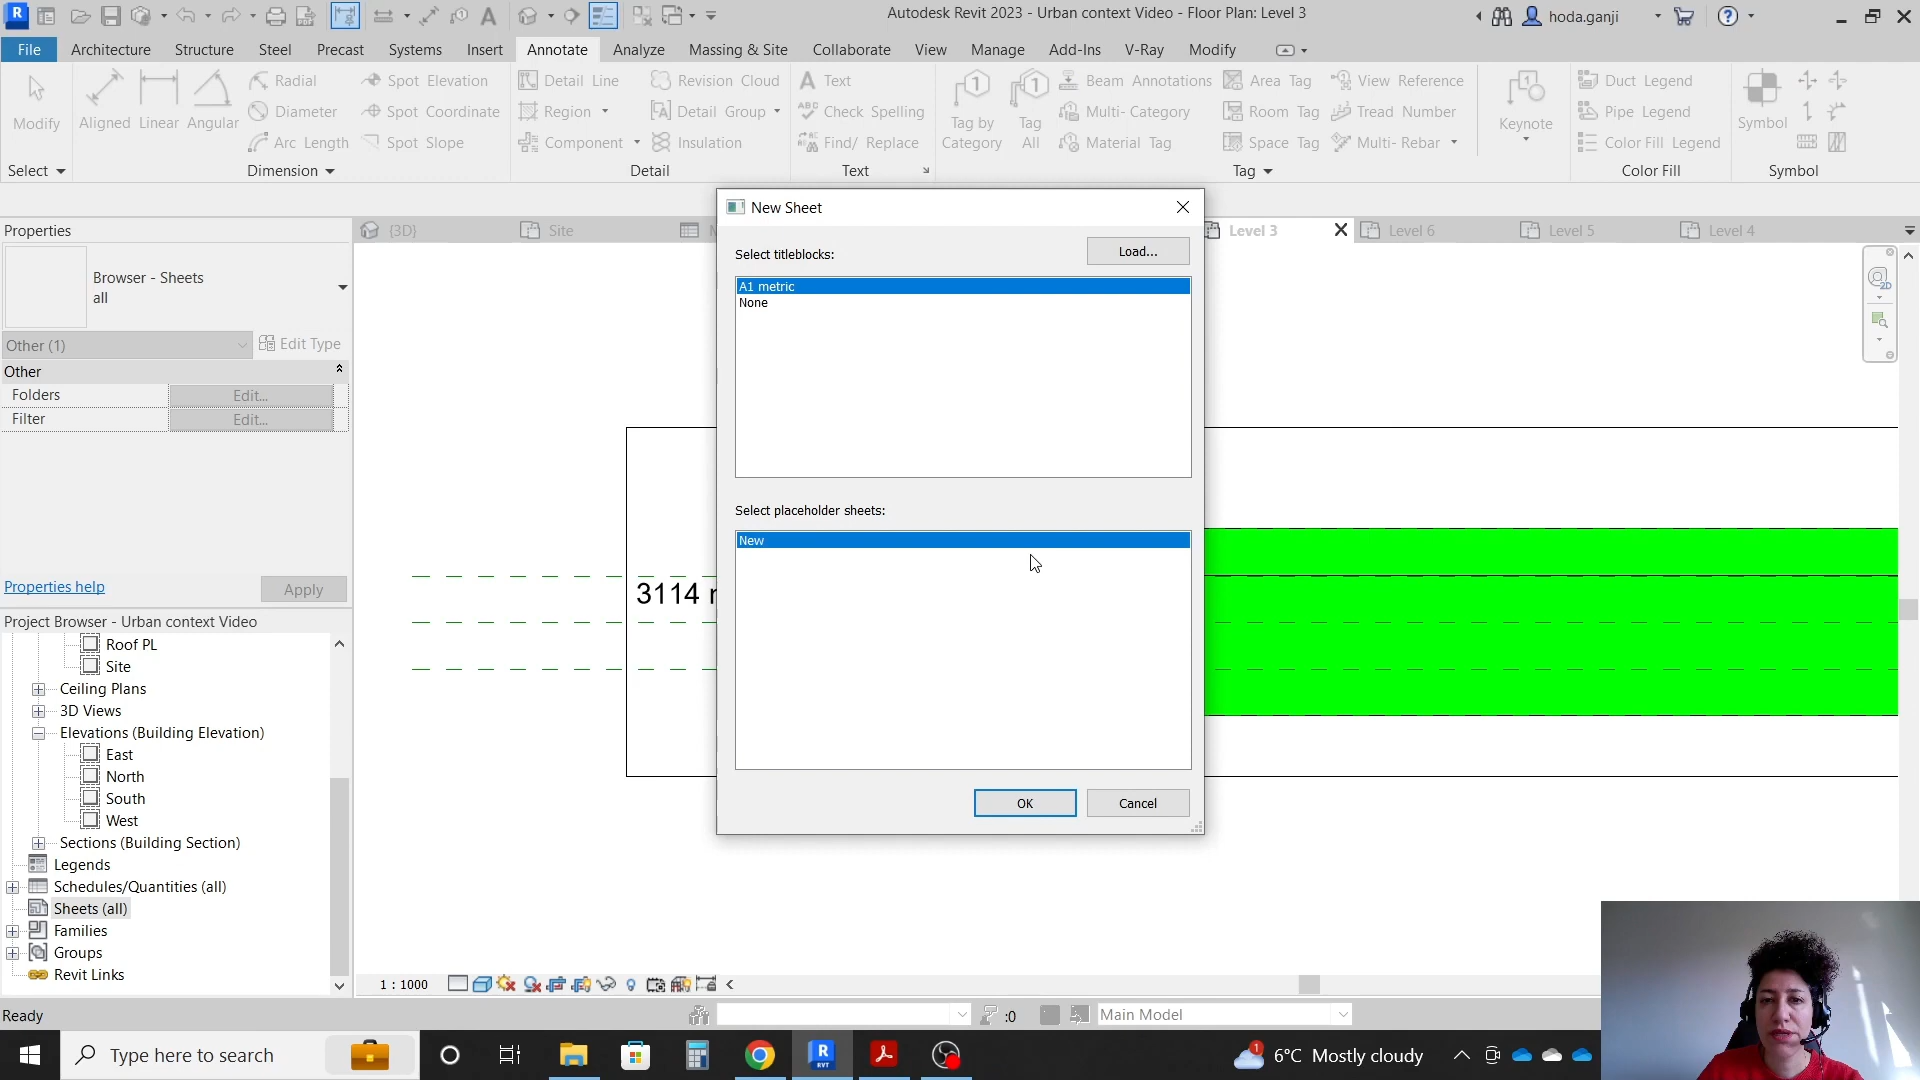 Autodesk Revit 2023 - Urban context Video - Floor Plan: Level 3
hoda.ganji
File Architecture Structure Steel Precast Systems Insert Annotate Analyze Massing & Site Collaborate View Manage Add-Ins V-Ray Modify
Modify
Aligned Linear Angular
Radial
Diameter
Arc Length
Spot Elevation
Spot Coordinate
Spot Slope
Detail Line
Region
Component
Revision Cloud
Detail Group
Insulation
Text
Check Spelling
Find/ Replace
Tag by
Category
Tag
All
Beam Annotations
Multi- Category
Material Tag
Area Tag
Room Tag
Space Tag
View Reference
Tread Number
Multi- Rebar
Keynote
Duct Legend
Pipe Legend
Color Fill Legend
Symbol
Select Dimension Detail Text Tag Color Fill Symbol
Properties
Browser - Sheets
all
Other (1) Edit Type
Other
Folders Edit...
Filter Edit...
Properties help Apply
Project Browser - Urban context Video
Roof PL
Site
Ceiling Plans
3D Views
Elevations (Building Elevation)
East
North
South
West
Sections (Building Section)
Legends
Schedules/Quantities (all)
Sheets (all)
Families
Groups
Revit Links
{3D} Site Level 3 Level 6 Level 5 Level 4
New Sheet
Select titleblocks: Load...
A1 metric
None
Select placeholder sheets:
New
OK Cancel
3114
2D
1 : 1000
Ready
:0
Main Model
Type here to search
R
RVT
1
6°C Mostly cloudy